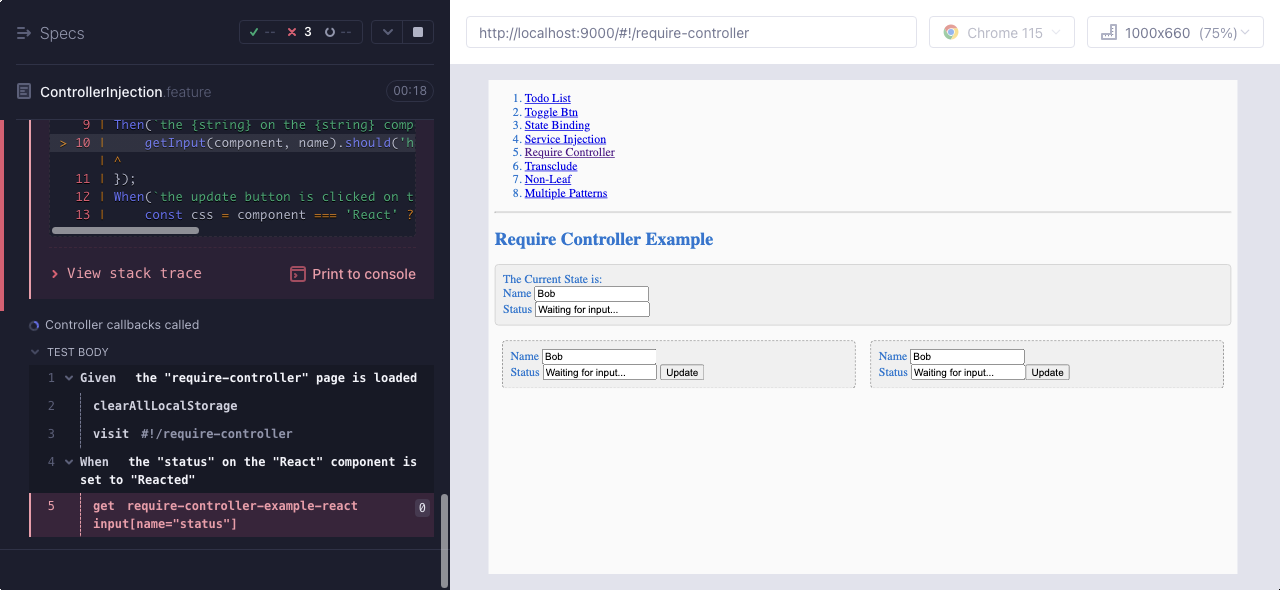 Specs
-- 3 --
ControllerInjection.feature
00:18
9 | Then(`the {string} on the {string} comp
> 10 | getInput(component, name).should('h
| ^
11 | });
12 | When(`the update button is clicked on t
13 | const css = component === 'React' ?
> View stack trace
Print to console
Controller callbacks called
TEST BODY
1 Given the "require-controller" page is loaded
2 clearAllLocalStorage
3 visit #!/require-controller
4 When the "status" on the "React" component is
set to "Reacted"
5 get require-controller-example-react
input[name="status"]
0
http://localhost:9000/#!/require-controller
Chrome 115
1000x660 (75%)
1. Todo List
2. Toggle Btn
3. State Binding
4. Service Injection
5. Require Controller
6. Transclude
7. Non-Leaf
8. Multiple Patterns
Require Controller Example
The Current State is:
Name Bob
Status Waiting for input...
Name Bob
Status Waiting for input... Update
Name Bob
Status Waiting for input... Update